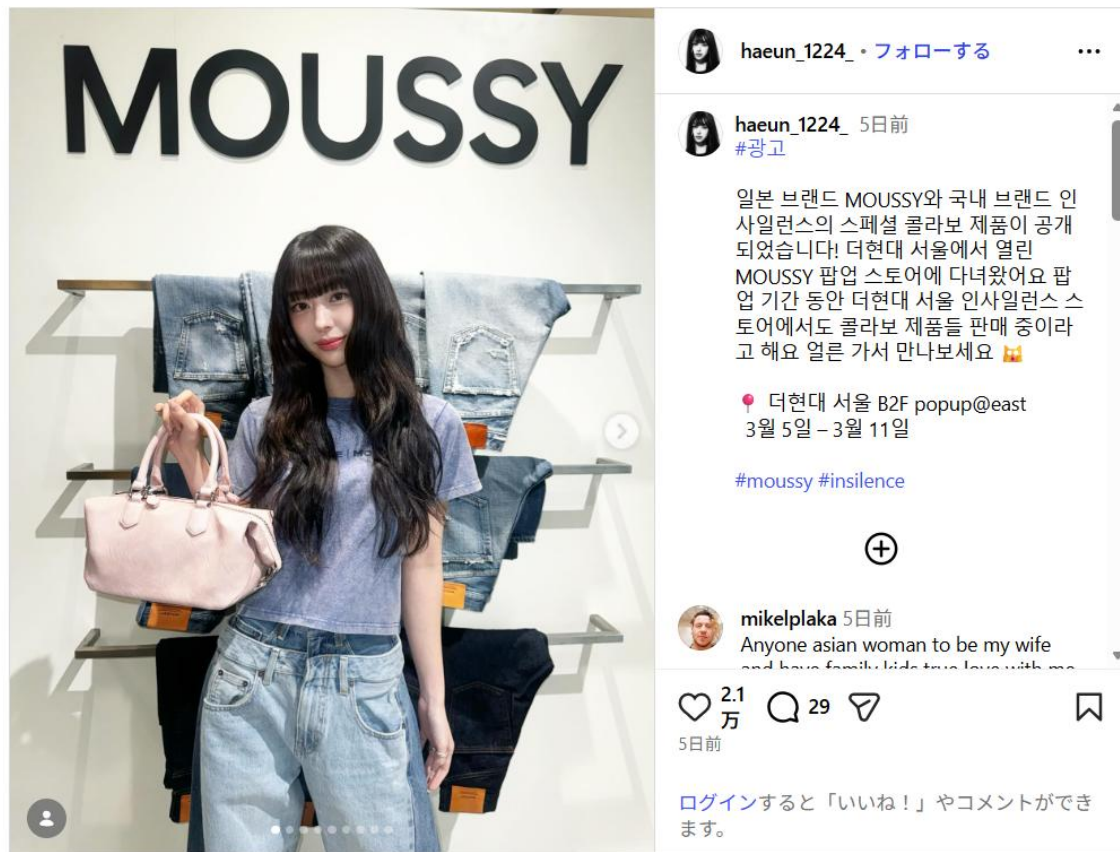 MOUSSY
haeun_1224_ • フォローする
haeun_1224_ 5日前
#광고
일본 브랜드 MOUSSY와 국내 브랜드 인
사일런스의 스페셜 콜라보 제품이 공개
되었습니다! 더현대 서울에서 열린
MOUSSY 팝업 스토어에 다녀왔어요 팝
업 기간 동안 더현대 서울 인사일런스 스
토어에서도 콜라보 제품들 판매 중이라
고 해요 얼른 가서 만나보세요 🙀
📍 더현대 서울 B2F popup@east
3월 5일 – 3월 11일
#moussy #insilence
mikelplaka 5日前
Anyone asian woman to be my wife
and have family kids true love with me
2.1
万
29
5日前
ログインすると「いいね！」やコメントができ
ます。